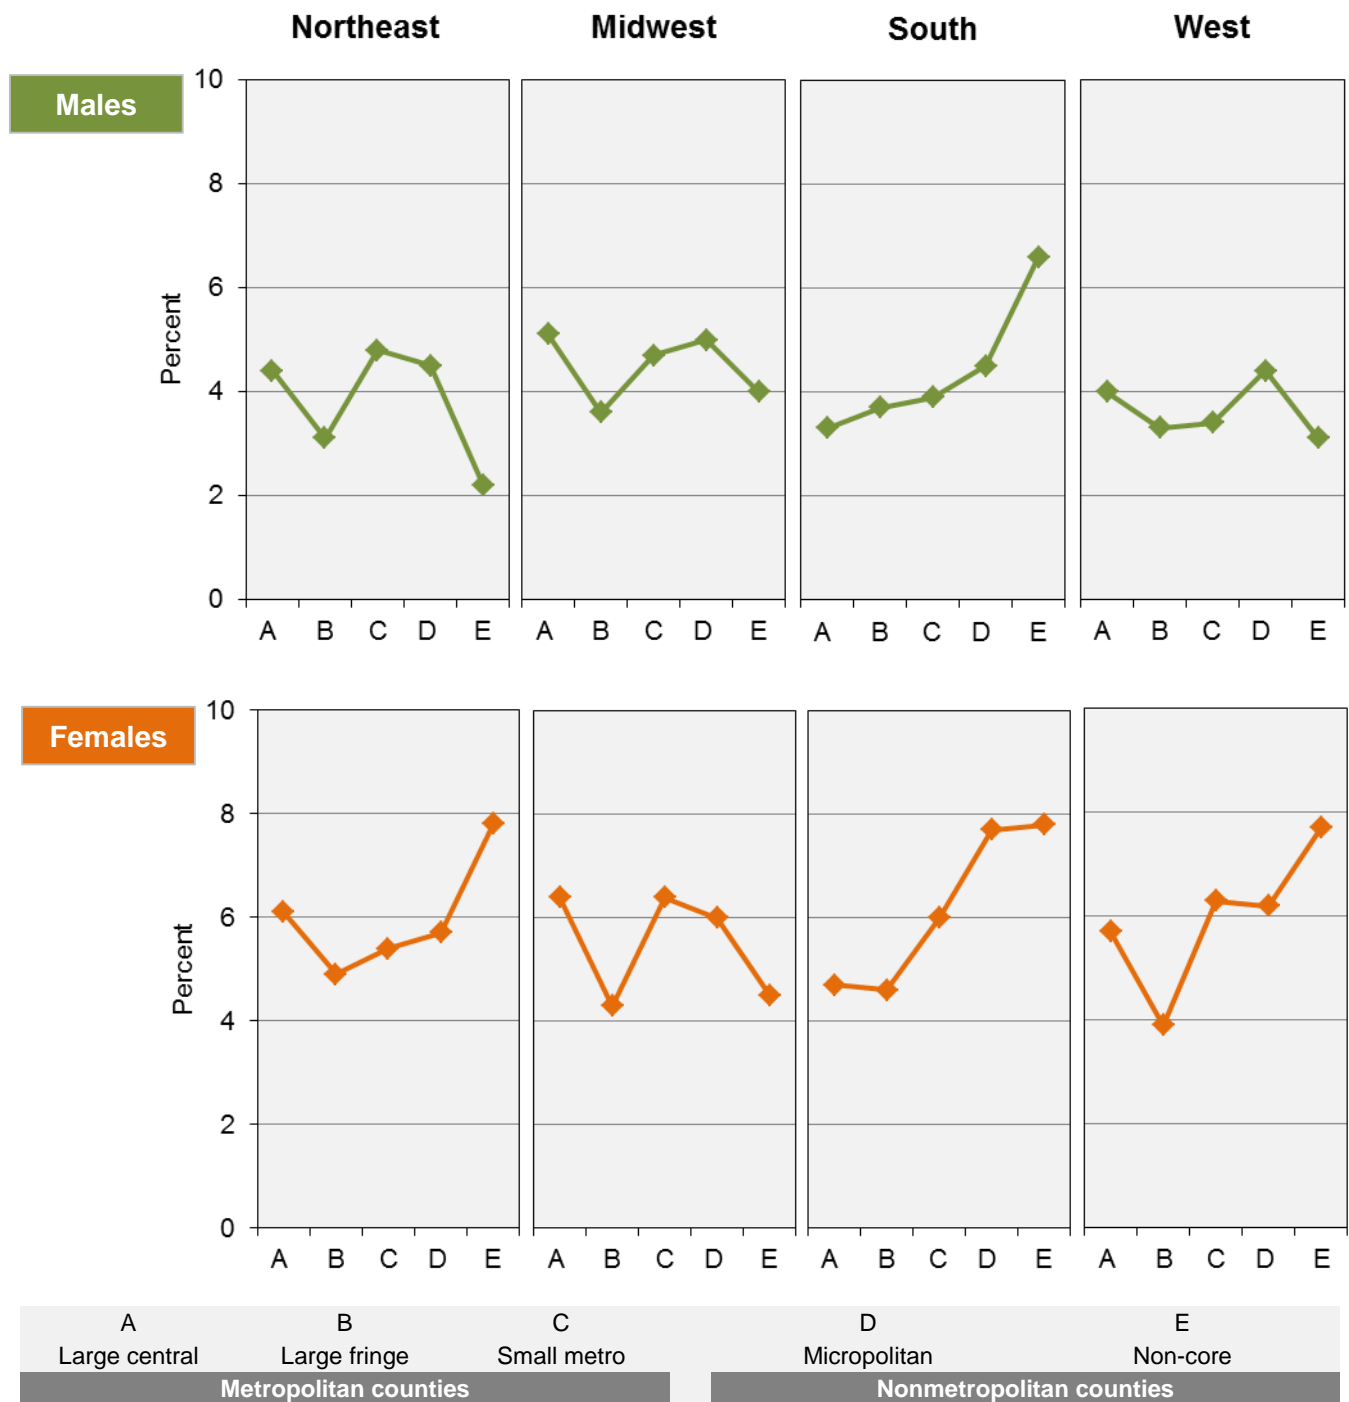 Northeast Midwest South West
Males
10
8
6
4
2
0
Percent
A B C D E A B C D E A B C D E A B C D E
Females
10
8
6
4
2
0
Percent
A B C D E A B C D E A B C D E A B C D E
A B C D E
Large central Large fringe Small metro Micropolitan Non-core
Metropolitan counties Nonmetropolitan counties